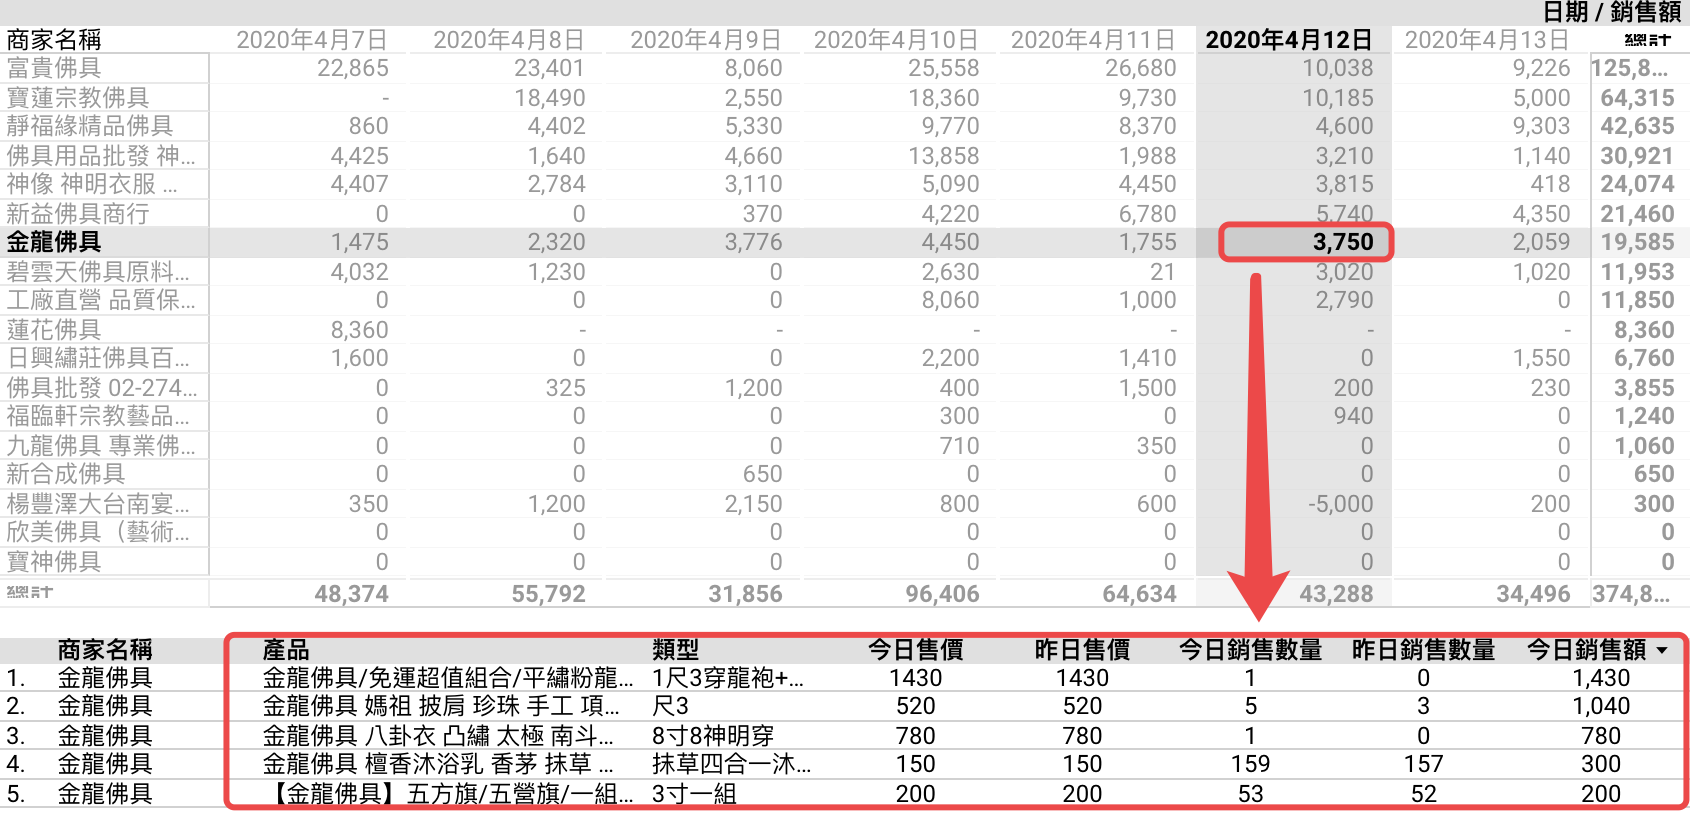 日期 / 銷售額
商家名稱 2020年4月7日 2020年4月8日 2020年4月9日 2020年4月10日 2020年4月11日 2020年4月12日 2020年4月13日 總計
富貴佛具 22,865 23,401 8,060 25,558 26,680 10,038 9,226 125,8...
寶蓮宗教佛具 - 18,490 2,550 18,360 9,730 10,185 5,000 64,315
靜福緣精品佛具 860 4,402 5,330 9,770 8,370 4,600 9,303 42,635
佛具用品批發 神... 4,425 1,640 4,660 13,858 1,988 3,210 1,140 30,921
神像 神明衣服 ... 4,407 2,784 3,110 5,090 4,450 3,815 418 24,074
新益佛具商行 0 0 370 4,220 6,780 5,740 4,350 21,460
金龍佛具 1,475 2,320 3,776 4,450 1,755 3,750 2,059 19,585
碧雲天佛具原料... 4,032 1,230 0 2,630 21 3,020 1,020 11,953
工廠直營 品質保... 0 0 0 8,060 1,000 2,790 0 11,850
蓮花佛具 8,360 - - - - - - 8,360
日興繡莊佛具百... 1,600 0 0 2,200 1,410 0 1,550 6,760
佛具批發 02-274... 0 325 1,200 400 1,500 200 230 3,855
福臨軒宗教藝品... 0 0 0 300 0 940 0 1,240
九龍佛具 專業佛... 0 0 0 710 350 0 0 1,060
新合成佛具 0 0 650 0 0 0 0 650
楊豐澤大台南宴... 350 1,200 2,150 800 600 -5,000 200 300
欣美佛具（藝術... 0 0 0 0 0 0 0 0
寶神佛具 0 0 0 0 0 0 0 0
總計 48,374 55,792 31,856 96,406 64,634 43,288 34,496 374,8...
商家名稱 產品 類型 今日售價 昨日售價 今日銷售數量 昨日銷售數量 今日銷售額
1. 金龍佛具 金龍佛具/免運超值組合/平繡粉龍... 1尺3穿龍袍+... 1430 1430 1 0 1,430
2. 金龍佛具 金龍佛具 媽祖 披肩 珍珠 手工 項... 尺3 520 520 5 3 1,040
3. 金龍佛具 金龍佛具 八卦衣 凸繡 太極 南斗... 8寸8神明穿 780 780 1 0 780
4. 金龍佛具 金龍佛具 檀香沐浴乳 香茅 抹草 ... 抹草四合一沐... 150 150 159 157 300
5. 金龍佛具 【金龍佛具】五方旗/五營旗/一組... 3寸一組 200 200 53 52 200